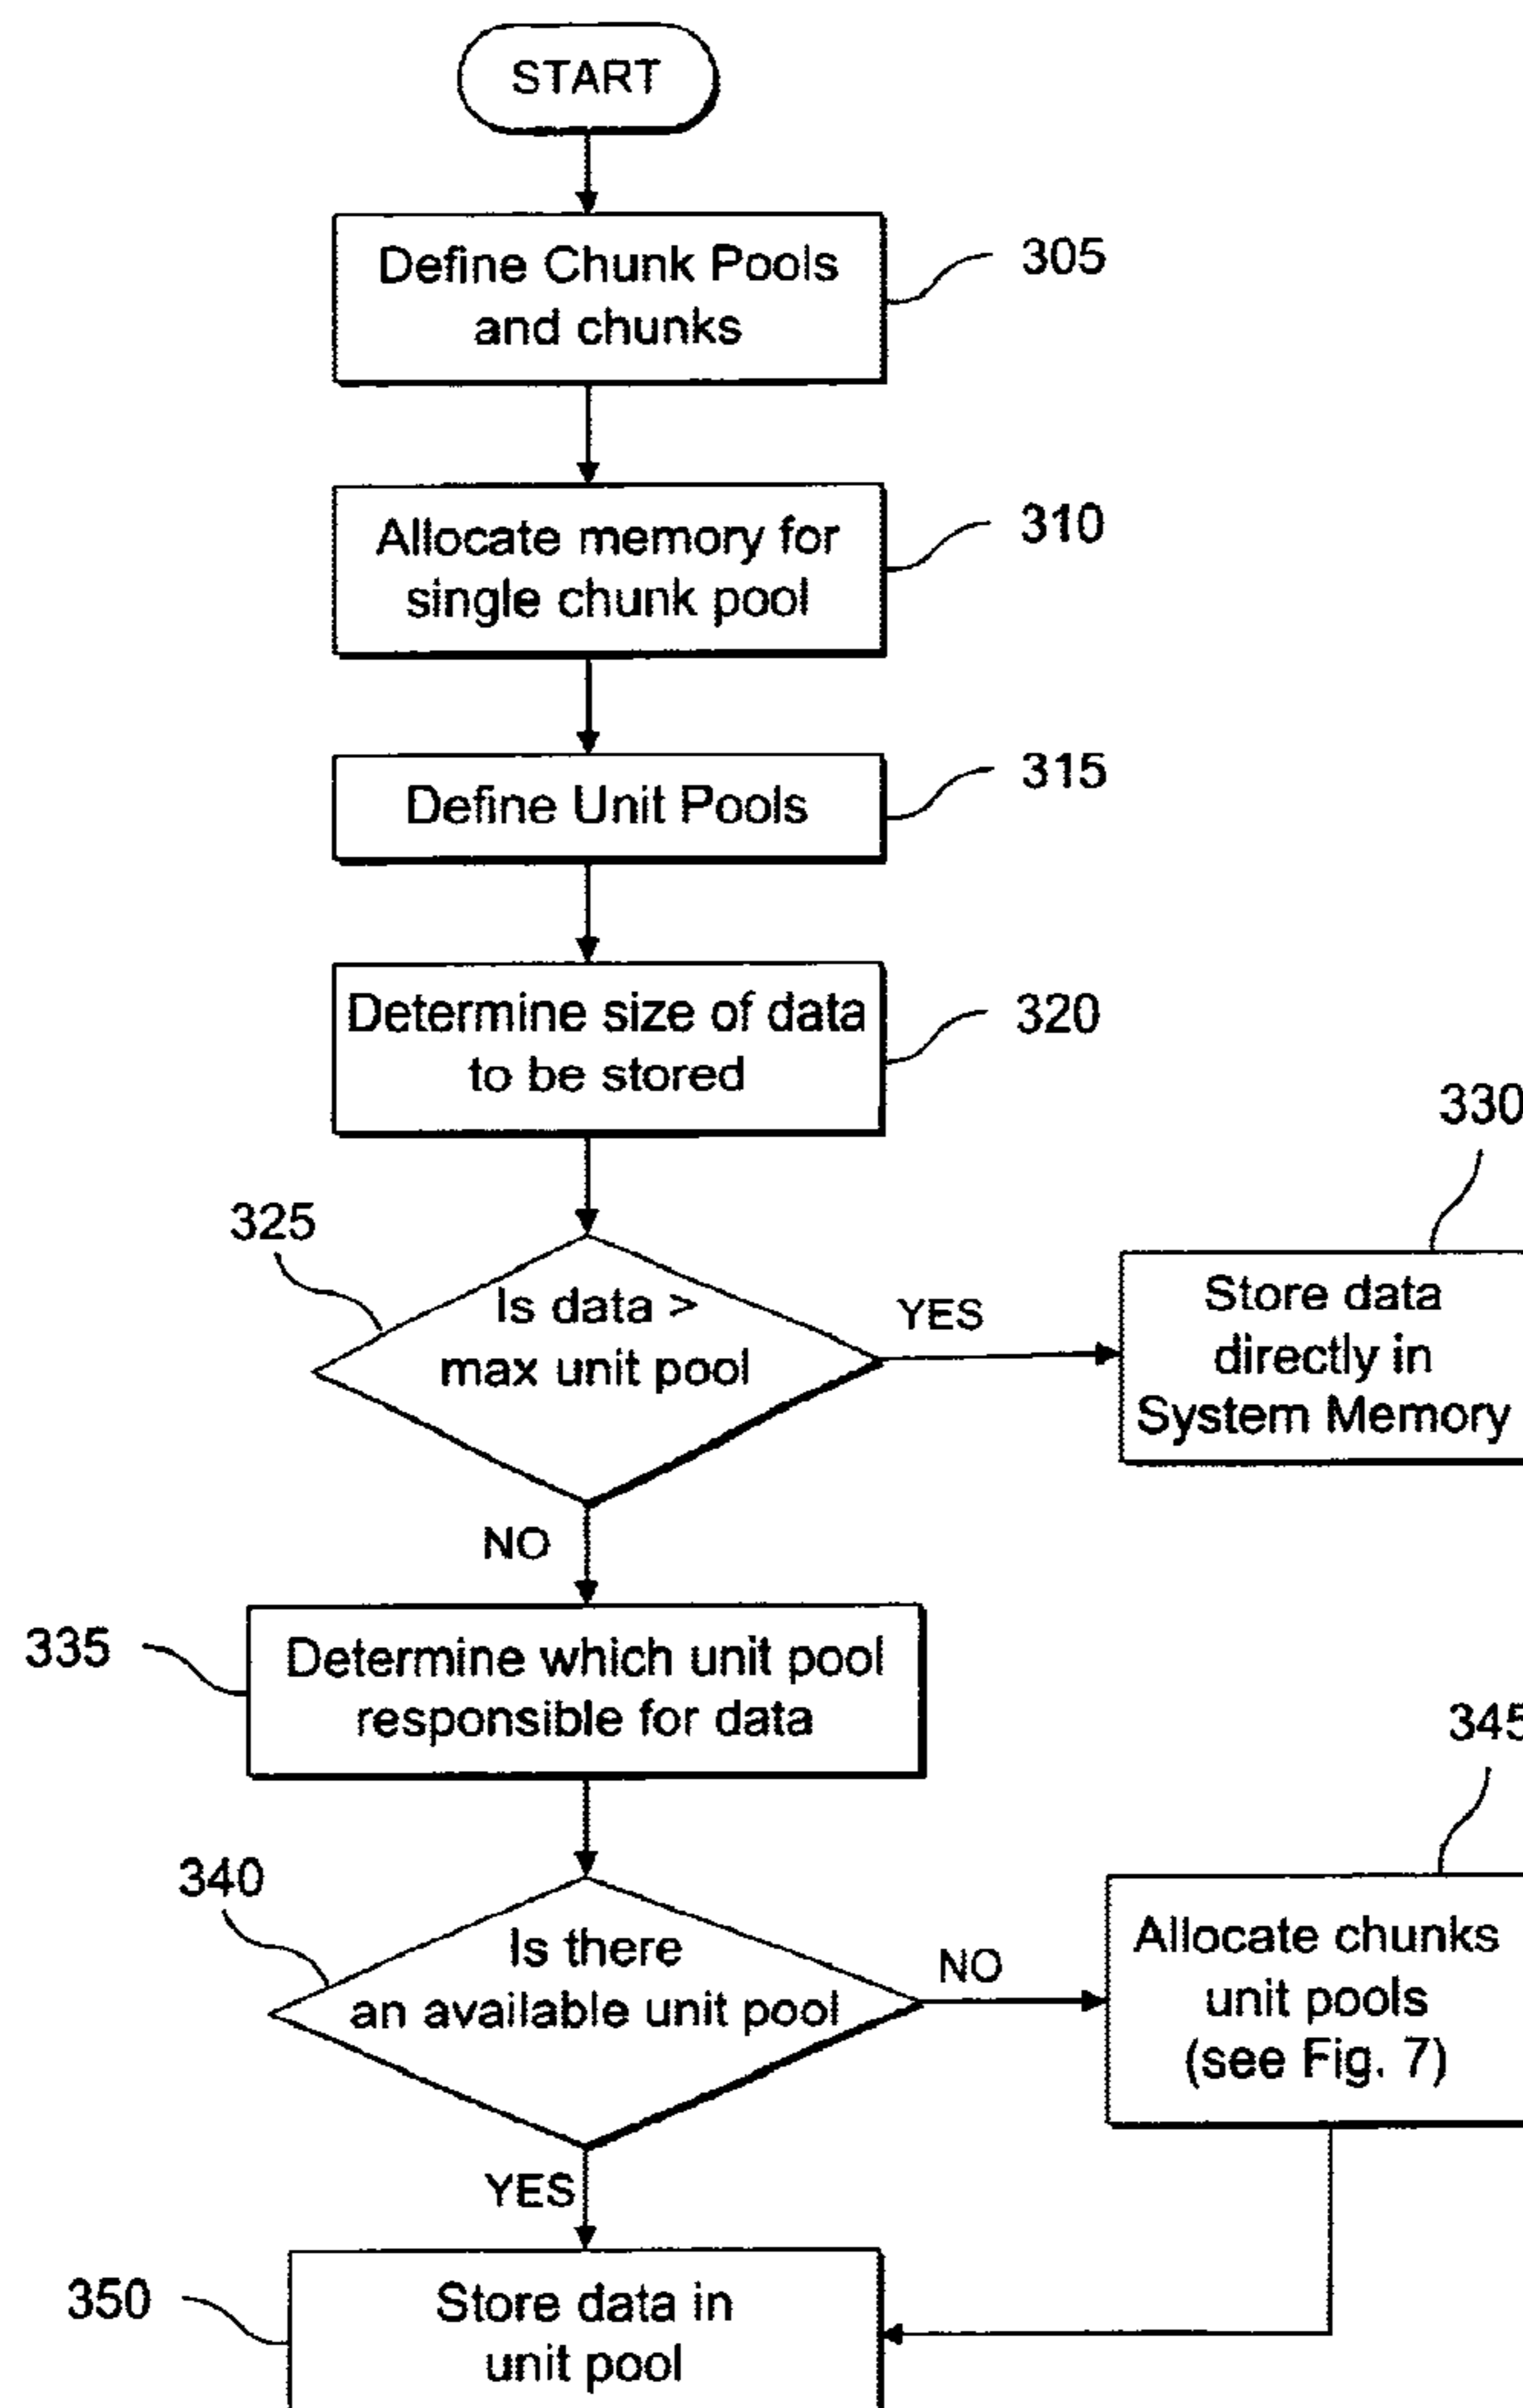 START
Define Chunk Pools
and chunks
305
Allocate memory for
single chunk pool
310
Define Unit Pools
315
Determine size of data
to be stored
320
330
325
Is data >
max unit pool
YES
Store data
directly in
System Memory
NO
335
Determine which unit pool
responsible for data
345
340
Is there
an available unit pool
NO
Allocate chunks
unit pools
(see Fig. 7)
YES
350
Store data in
unit pool